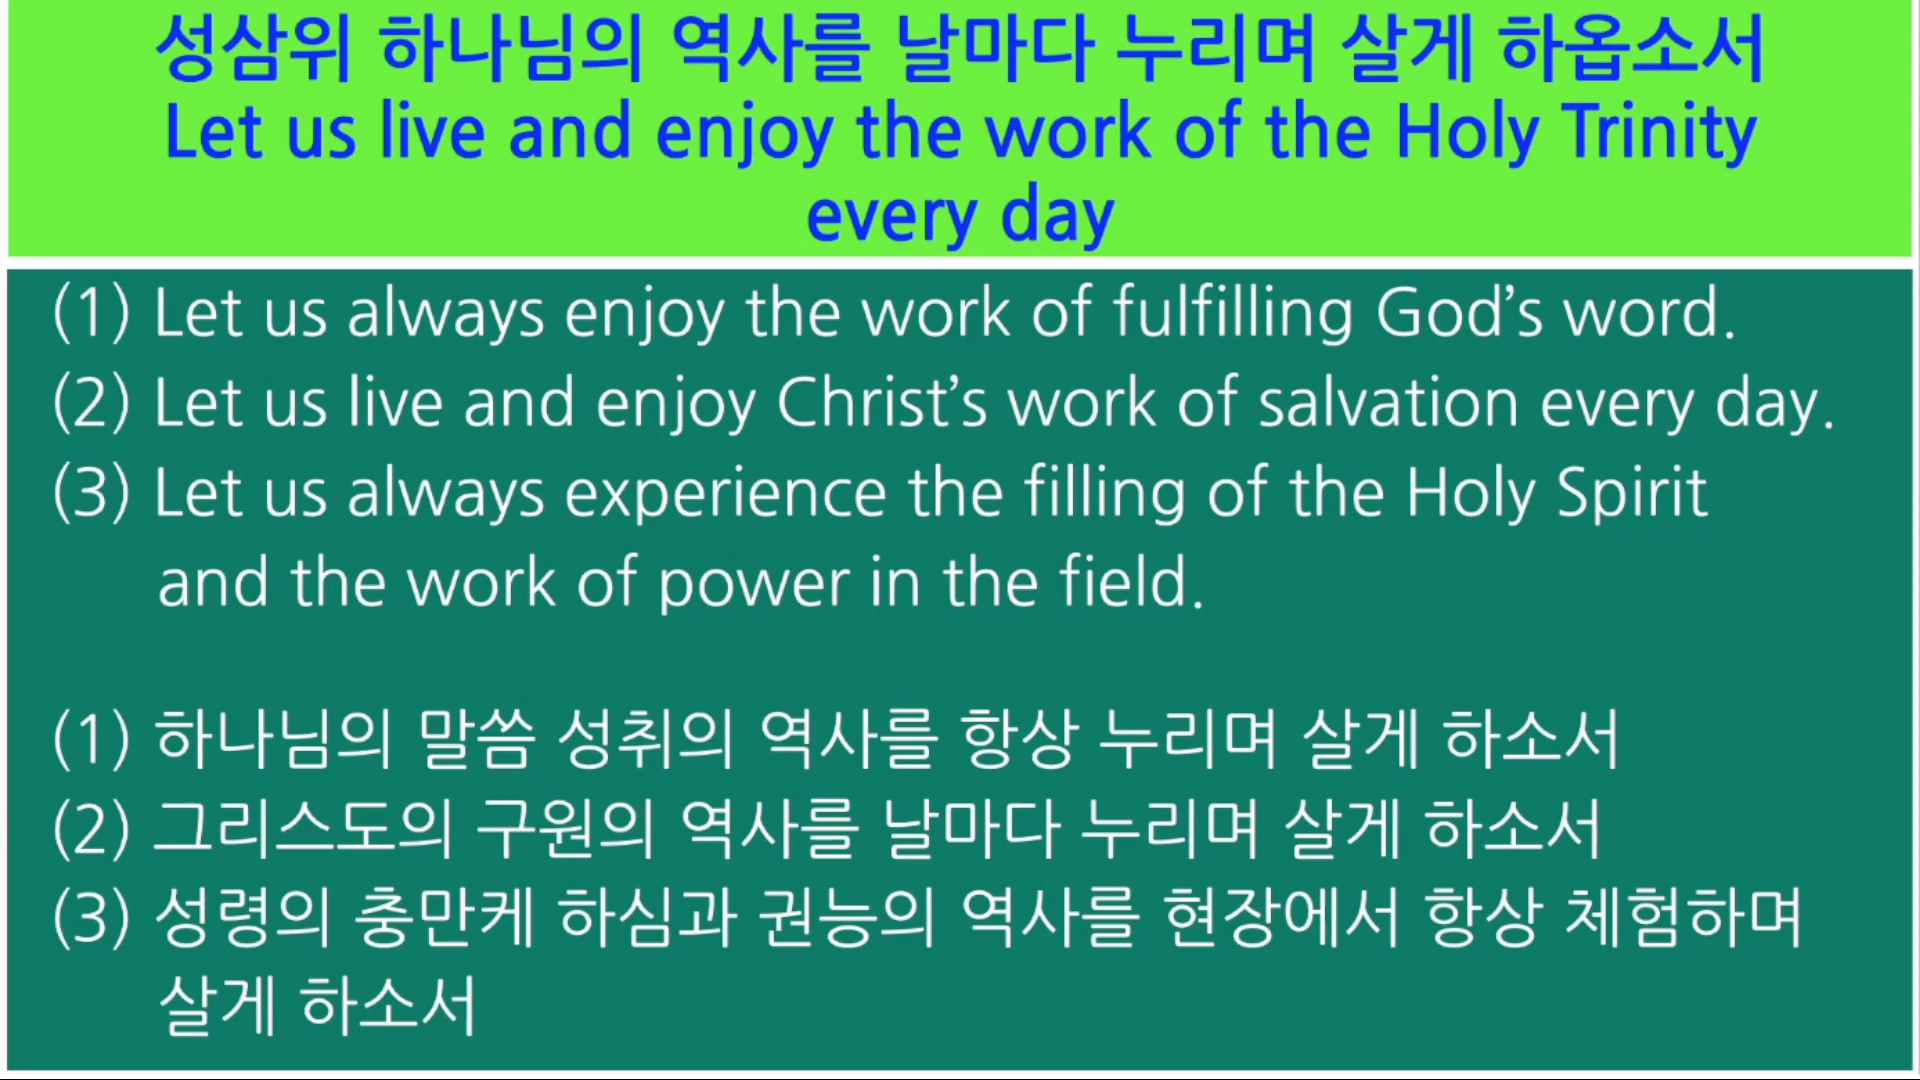 성삼위 하나님의 역사를 날마다 누리며 살게 하옵소서
Let us live and enjoy the work of the Holy Trinity
every day
(1) Let us always enjoy the work of fulfilling God’s word.
(2) Let us live and enjoy Christ’s work of salvation every day.
(3) Let us always experience the filling of the Holy Spirit
and the work of power in the field.
(1) 하나님의 말씀 성취의 역사를 항상 누리며 살게 하소서
(2) 그리스도의 구원의 역사를 날마다 누리며 살게 하소서
(3) 성령의 충만케 하심과 권능의 역사를 현장에서 항상 체험하며
살게 하소서